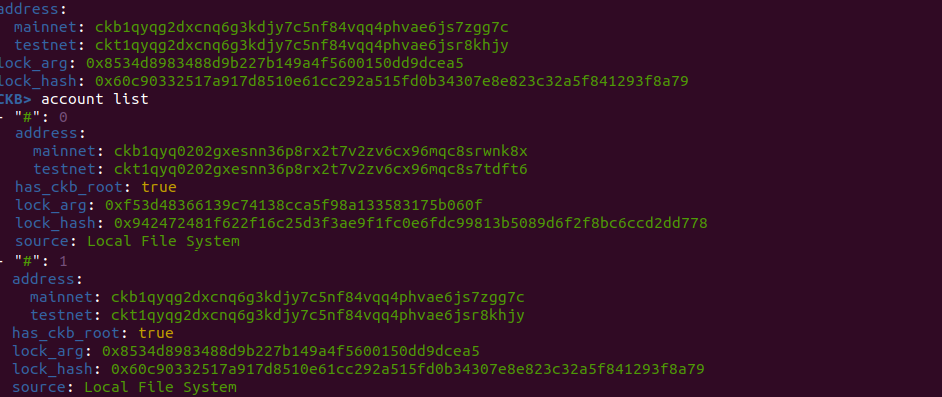 address:
mainnet: ckb1qyqg2dxcnq6g3kdjy7c5nf84vqq4phvae6js7zgg7c
testnet: ckt1qyqg2dxcnq6g3kdjy7c5nf84vqq4phvae6jsr8khjy
lock_arg: 0x8534d8983488d9b227b149a4f5600150dd9dcea5
lock_hash: 0x60c90332517a917d8510e61cc292a515fd0b34307e8e823c32a5f841293f8a79
CKB> account list
- "#": 0
address:
mainnet: ckb1qyq0202gxesnn36p8rx2t7v2zv6cx96mqc8srwnk8x
testnet: ckt1qyq0202gxesnn36p8rx2t7v2zv6cx96mqc8s7tdft6
has_ckb_root: true
lock_arg: 0xf53d48366139c74138cca5f98a133583175b060f
lock_hash: 0x942472481f622f16c25d3f3ae9f1fc0e6fdc99813b5089d6f2f8bc6ccd2dd778
source: Local File System
- "#": 1
address:
mainnet: ckb1qyqg2dxcnq6g3kdjy7c5nf84vqq4phvae6js7zgg7c
testnet: ckt1qyqg2dxcnq6g3kdjy7c5nf84vqq4phvae6jsr8khjy
has_ckb_root: true
lock_arg: 0x8534d8983488d9b227b149a4f5600150dd9dcea5
lock_hash: 0x60c90332517a917d8510e61cc292a515fd0b34307e8e823c32a5f841293f8a79
source: Local File System